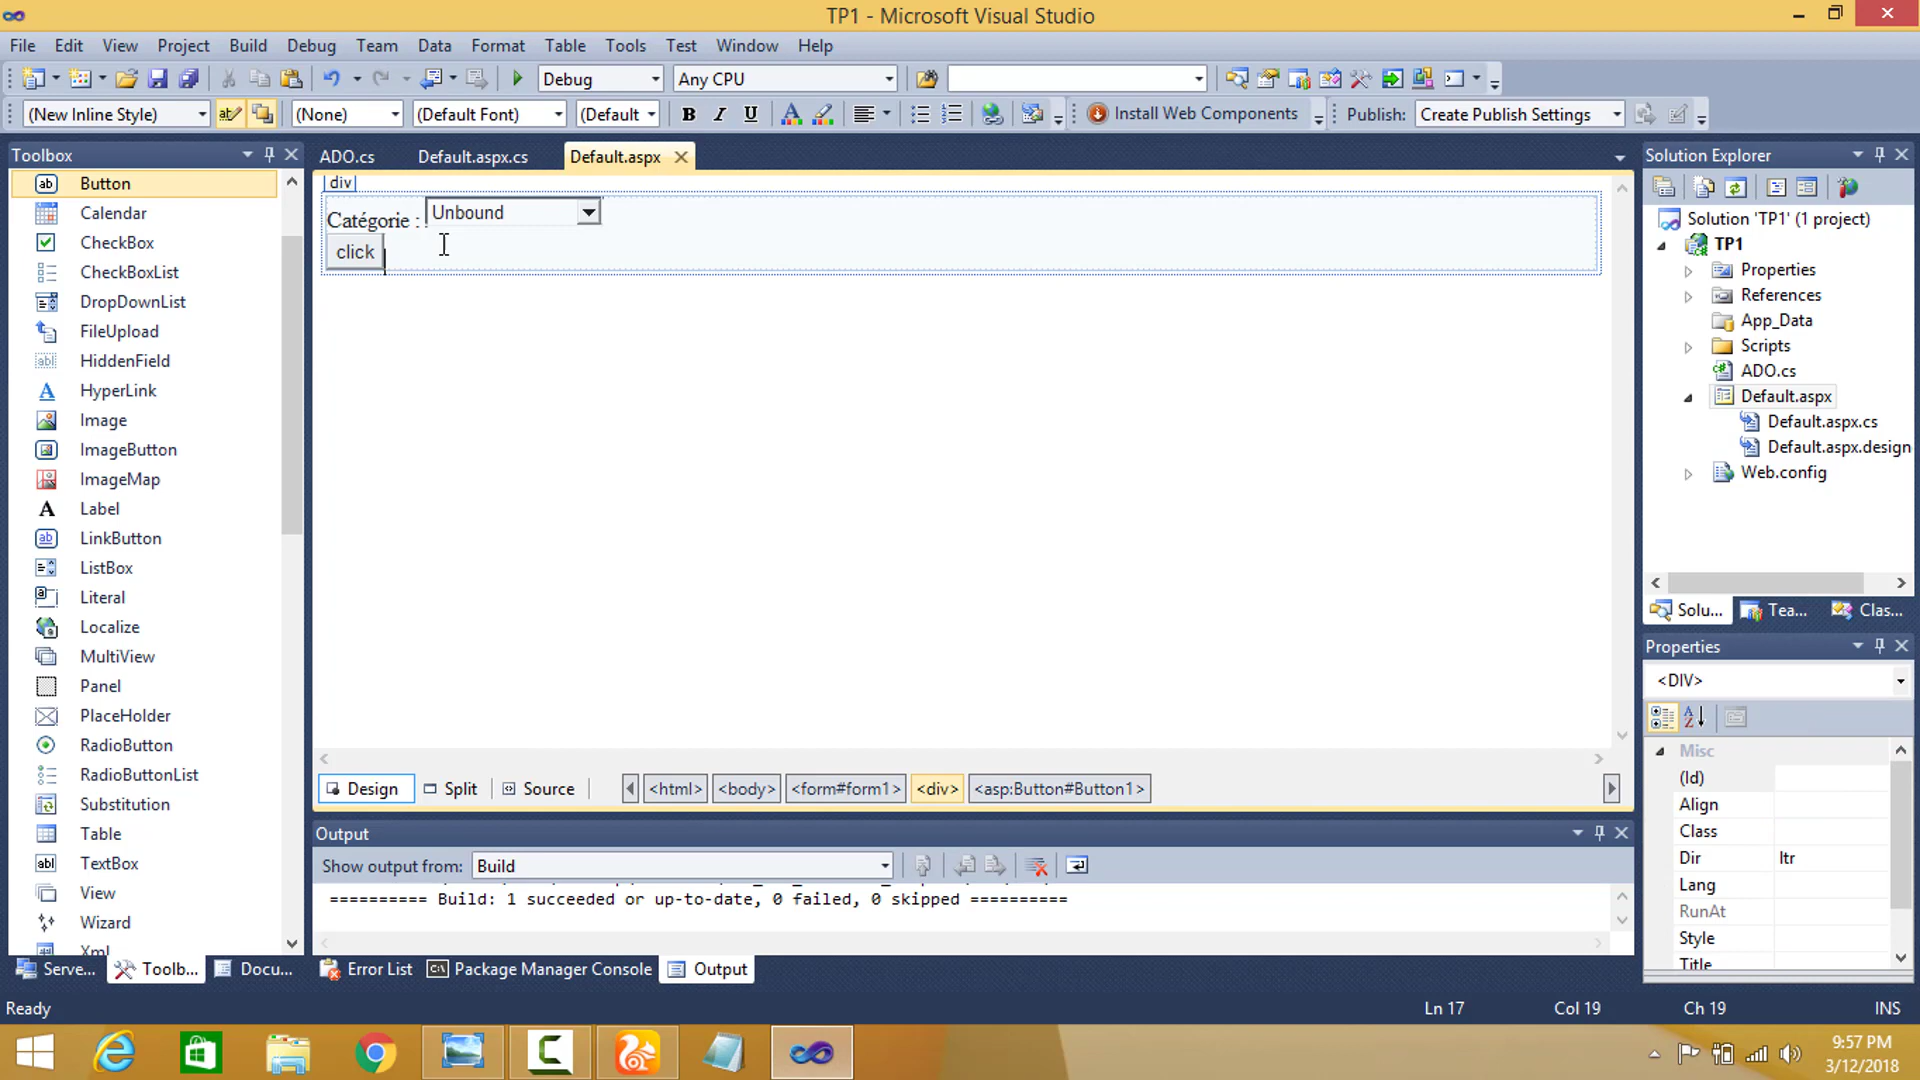 TP1 - Microsoft Visual Studio
File Edit View Project Build Debug Team Data Format Table Tools Test Window Help
Debug Any CPU
(New Inline Style) (None) (Default Font) (Default Install Web Components Publish: Create Publish Settings
Toolbox
Button
Calendar
CheckBox
CheckBoxList
DropDownList
FileUpload
HiddenField
HyperLink
Image
ImageButton
ImageMap
Label
LinkButton
ListBox
Literal
Localize
MultiView
Panel
PlaceHolder
RadioButton
RadioButtonList
Substitution
Table
TextBox
View
Wizard
Xml
Serve... Toolb... Docu...
ADO.cs Default.aspx.cs Default.aspx
div
Catégorie : Unbound
click
Design Split Source <html> <body> <form#form1> <div> <asp:Button#Button1>
Output
Show output from: Build
========== Build: 1 succeeded or up-to-date, 0 failed, 0 skipped ==========
Error List Package Manager Console Output
Solution Explorer
Solution 'TP1' (1 project)
TP1
Properties
References
App_Data
Scripts
ADO.cs
Default.aspx
Default.aspx.cs
Default.aspx.design
Web.config
Solu... Tea... Clas...
Properties
<DIV>
Misc
(Id)
Align
Class
Dir ltr
Lang
RunAt
Style
Title
Ready Ln 17 Col 19 Ch 19 INS
9:57 PM
3/12/2018